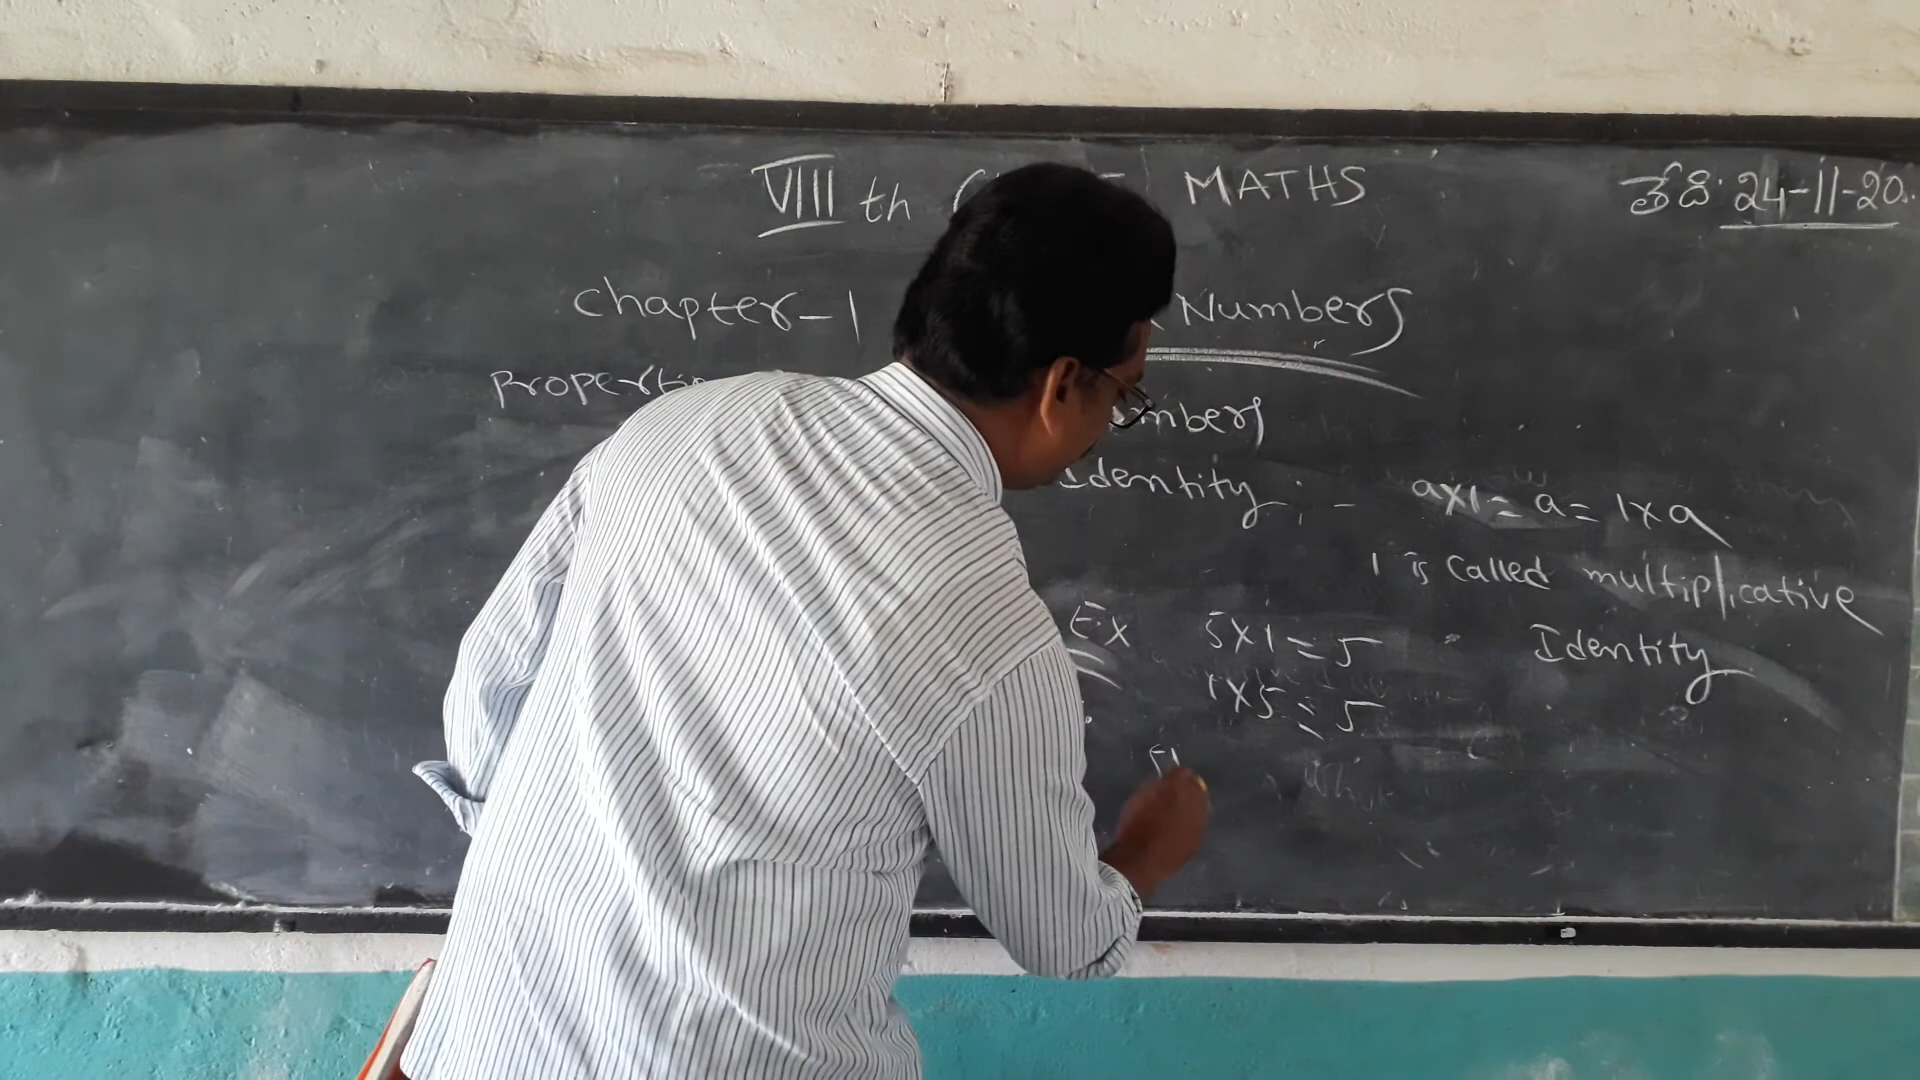 VIII th MATHS
తేది: 24-11-20.
Chapter-1 Numbers
Identity : - a×1 = a = 1×a
1 is called multiplicative
Identity
Ex 5×1 = 5
1×5 = 5